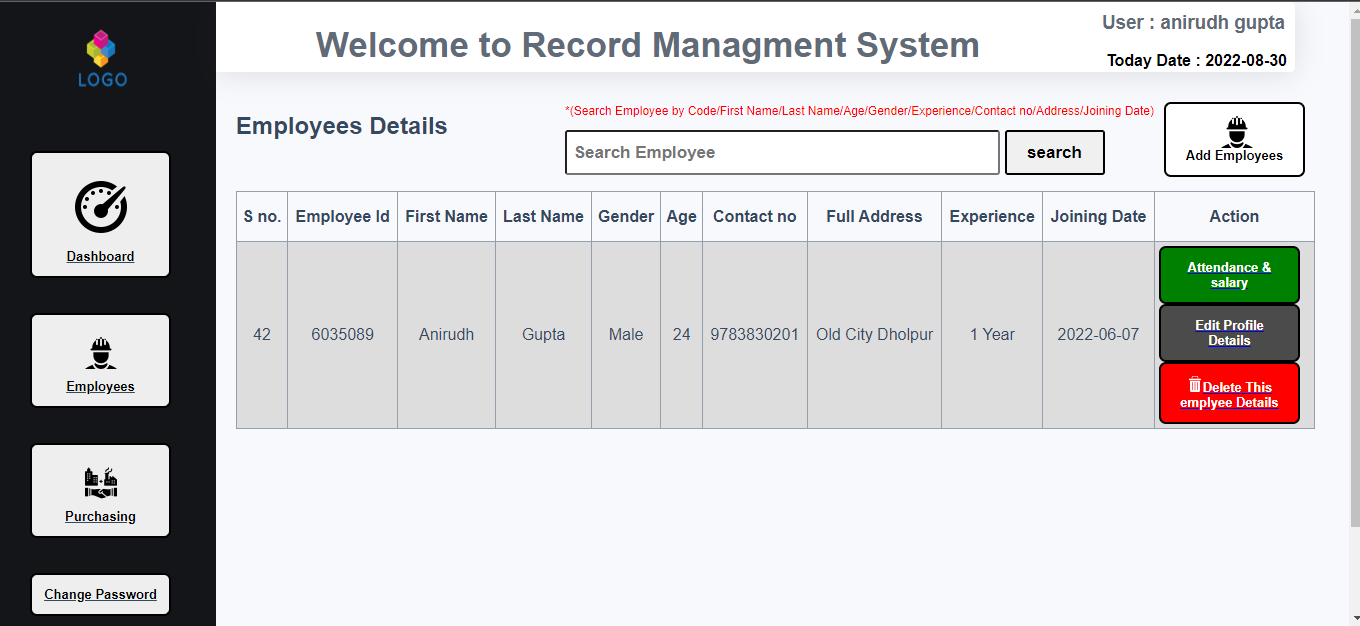 LOGO
Dashboard
Employees
Purchasing
Change Password
Welcome to Record Managment System
User : anirudh gupta
Today Date : 2022-08-30
Employees Details
*(Search Employee by Code/First Name/Last Name/Age/Gender/Experience/Contact no/Address/Joining Date)
Search Employee
search
Add Employees
S no. Employee Id First Name Last Name Gender Age Contact no Full Address Experience Joining Date Action
42 6035089 Anirudh Gupta Male 24 9783830201 Old City Dholpur 1 Year 2022-06-07
Attendance &
salary
Edit Profile
Details
Delete This
emplyee Details